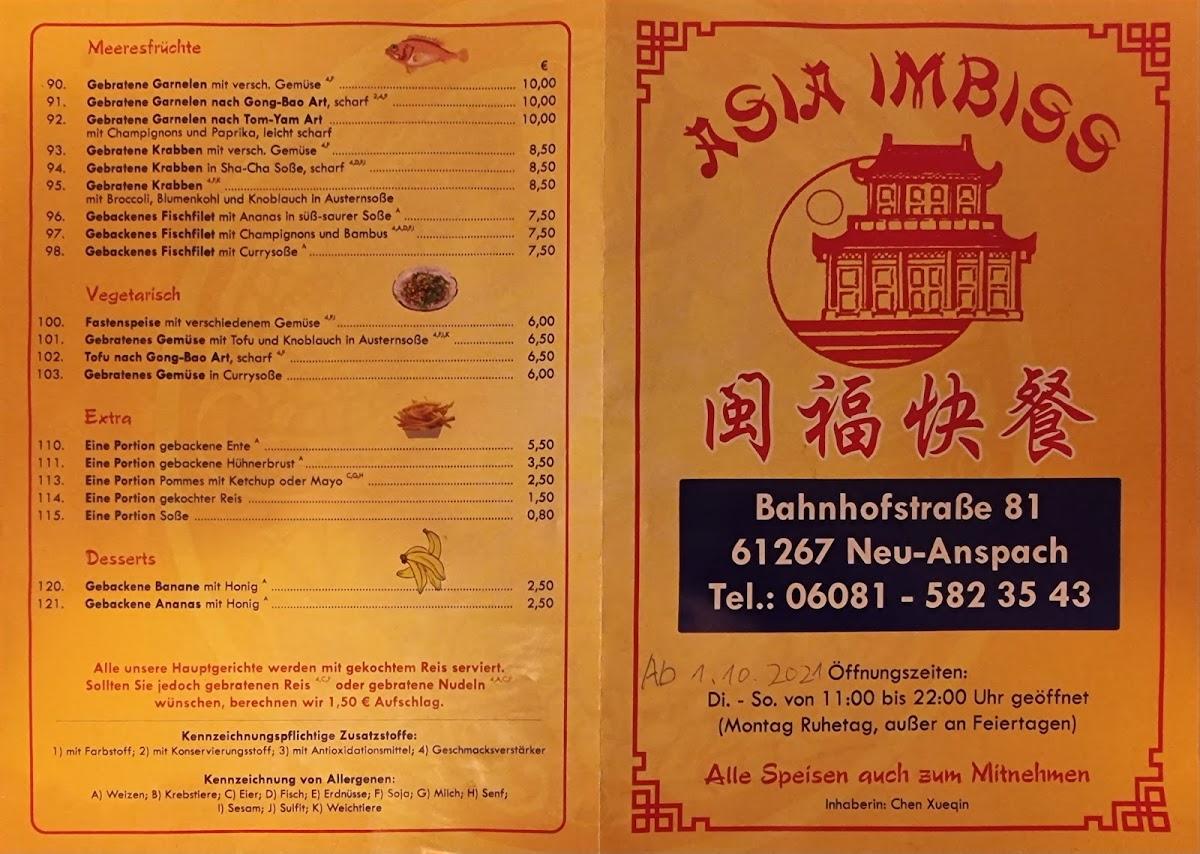 Meeresfrüchte
€
90. Gebratene Garnelen mit versch. Gemüse 4,F 10,00
91. Gebratene Garnelen nach Gong-Bao Art, scharf 10,00
92. Gebratene Garnelen nach Tom-Yam Art 10,00
mit Champignons und Paprika, leicht scharf
93. Gebratene Krabben mit versch. Gemüse 4,F 8,50
94. Gebratene Krabben in Sha-Cha Soße, scharf 8,50
95. Gebratene Krabben 8,50
mit Broccoli, Blumenkohl und Knoblauch in Austernsoße
96. Gebackenes Fischfilet mit Ananas in süß-saurer Soße A 7,50
97. Gebackenes Fischfilet mit Champignons und Bambus 7,50
98. Gebackenes Fischfilet mit Currysoße A 7,50
Vegetarisch
100. Fastenspeise mit verschiedenem Gemüse 6,00
101. Gebratenes Gemüse mit Tofu und Knoblauch in Austernsoße 6,50
102. Tofu nach Gong-Bao Art, scharf 4,F 6,50
103. Gebratenes Gemüse in Currysoße 6,00
Extra
110. Eine Portion gebackene Ente A 5,50
111. Eine Portion gebackene Hühnerbrust A 3,50
113. Eine Portion Pommes mit Ketchup oder Mayo C,G,H 2,50
114. Eine Portion gekochter Reis 1,50
115. Eine Portion Soße 0,80
Desserts
120. Gebackene Banane mit Honig A 2,50
121. Gebackene Ananas mit Honig A 2,50
Alle unsere Hauptgerichte werden mit gekochtem Reis serviert.
Sollten Sie jedoch gebratenen Reis 4,C,F oder gebratene Nudeln 4,A,C,F
wünschen, berechnen wir 1,50 € Aufschlag.
Kennzeichnungspflichtige Zusatzstoffe:
1) mit Farbstoff; 2) mit Konservierungsstoff; 3) mit Antioxidationsmittel; 4) Geschmacksverstärker
Kennzeichnung von Allergenen:
A) Weizen; B) Krebstiere; C) Eier; D) Fisch; E) Erdnüsse; F) Soja; G) Milch; H) Senf;
I) Sesam; J) Sulfit; K) Weichtiere
ASIA IMBISS
闽福快餐
Bahnhofstraße 81
61267 Neu-Anspach
Tel.: 06081 - 582 35 43
Ab 1.10.2021 Öffnungszeiten:
Di. - So. von 11:00 bis 22:00 Uhr geöffnet
(Montag Ruhetag, außer an Feiertagen)
Alle Speisen auch zum Mitnehmen
Inhaberin: Chen Xueqin